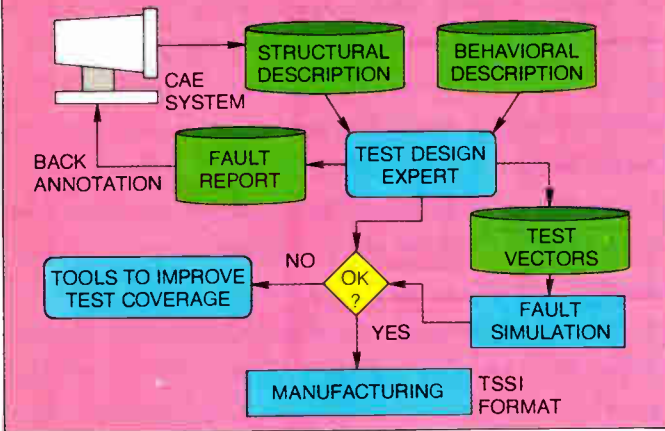 STRUCTURAL
DESCRIPTION
BEHAVIORAL
DESCRIPTION
CAE
SYSTEM
BACK
ANNOTATION
FAULT
REPORT
TEST DESIGN
EXPERT
TEST
VECTORS
NO
OK
?
TOOLS TO IMPROVE
TEST COVERAGE
YES
FAULT
SIMULATION
MANUFACTURING
TSSI
FORMAT